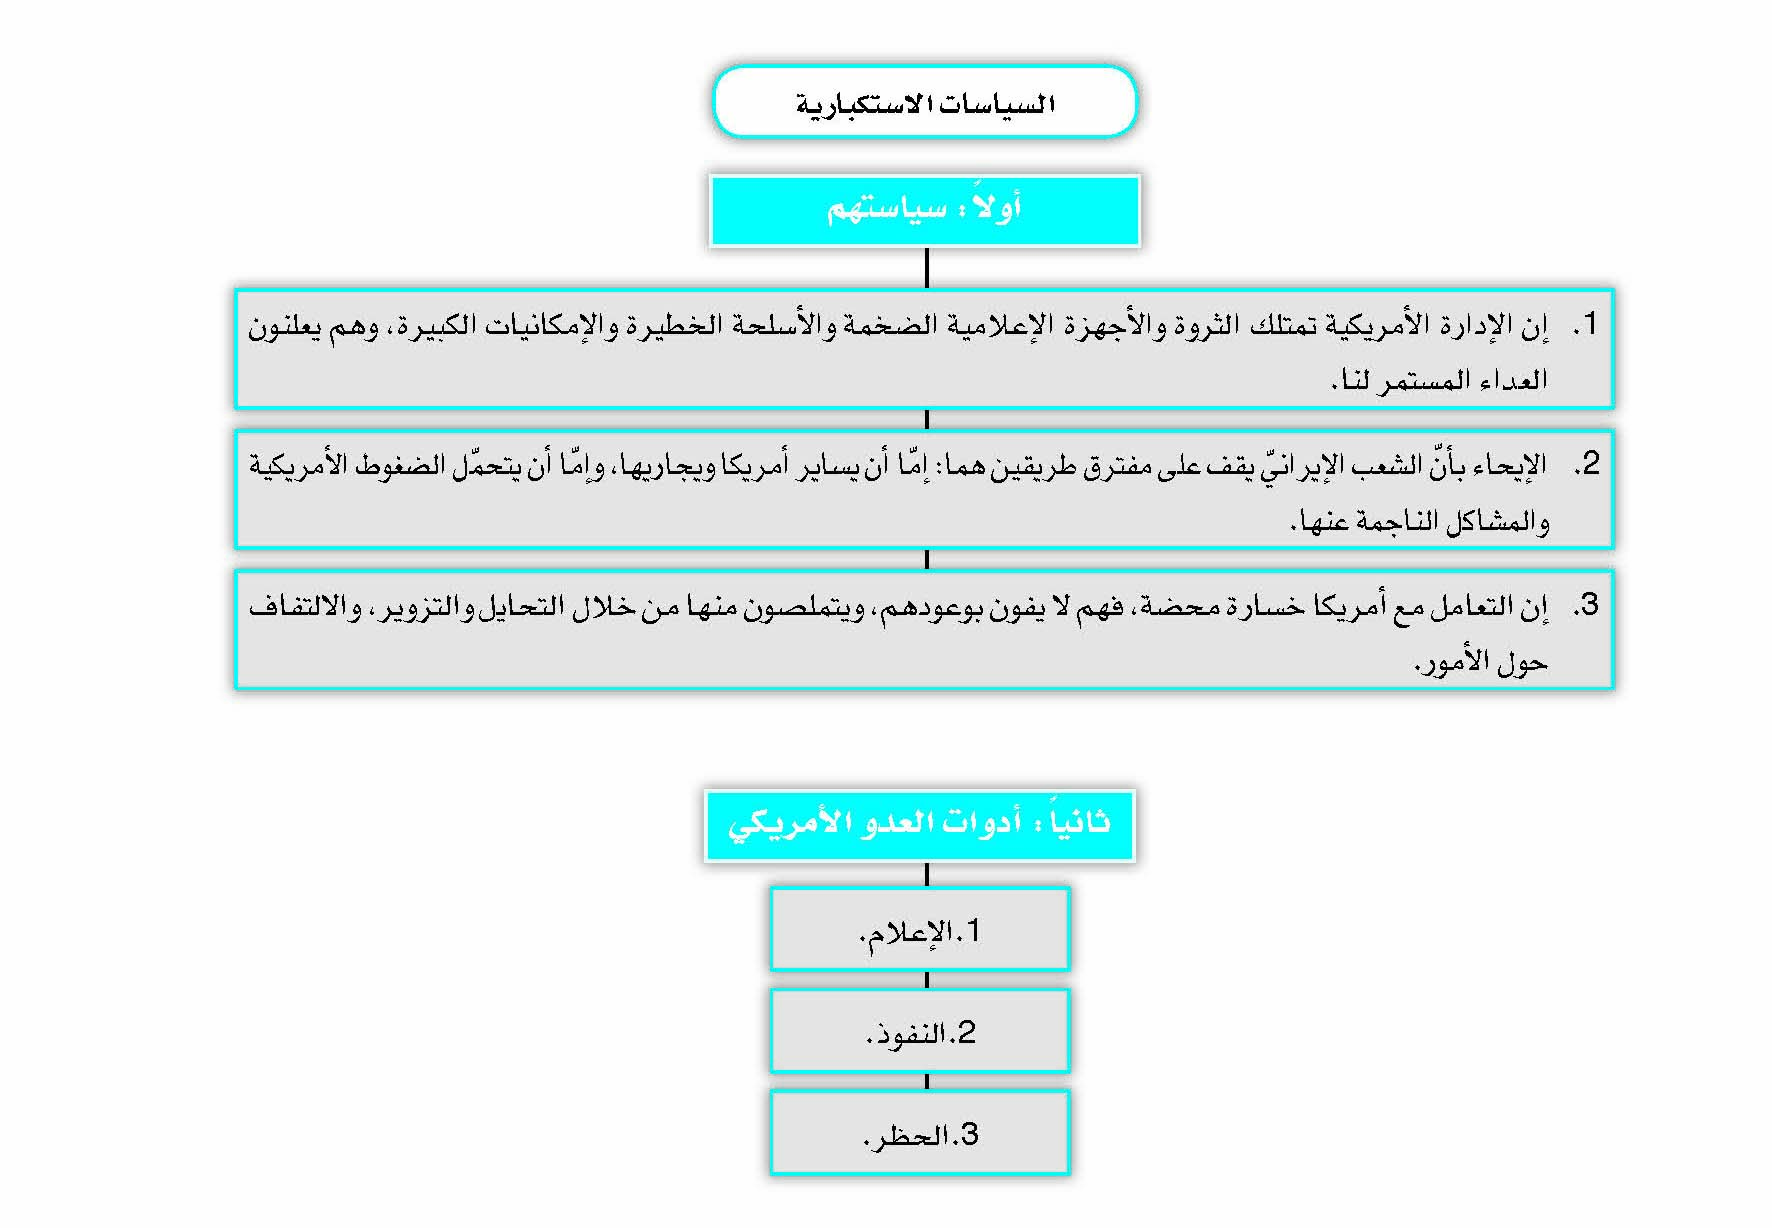 السياسات الاستكبارية
أولاً: سياستهم
1. إن الإدارة الأمريكية تمتلك الثروة والأجهزة الإعلامية الضخمة والأسلحة الخطيرة والإمكانيات الكبيرة، وهم يعلنون
العداء المستمر لنا.
2. الإيحاء بأنّ الشعب الإيرانيّ يقف على مفترق طريقين هما: إمّا أن يساير أمريكا ويجاريها، وإمّا أن يتحمّل الضغوط الأمريكية
والمشاكل الناجمة عنها.
3. إن التعامل مع أمريكا خسارة محضة، فهم لا يفون بوعودهم، ويتملصون منها من خلال التحايل والتزوير، والالتفاف
حول الأمور.
ثانياً: أدوات العدو الأمريكي
1.الإعلام.
2.النفوذ.
3.الحظر.